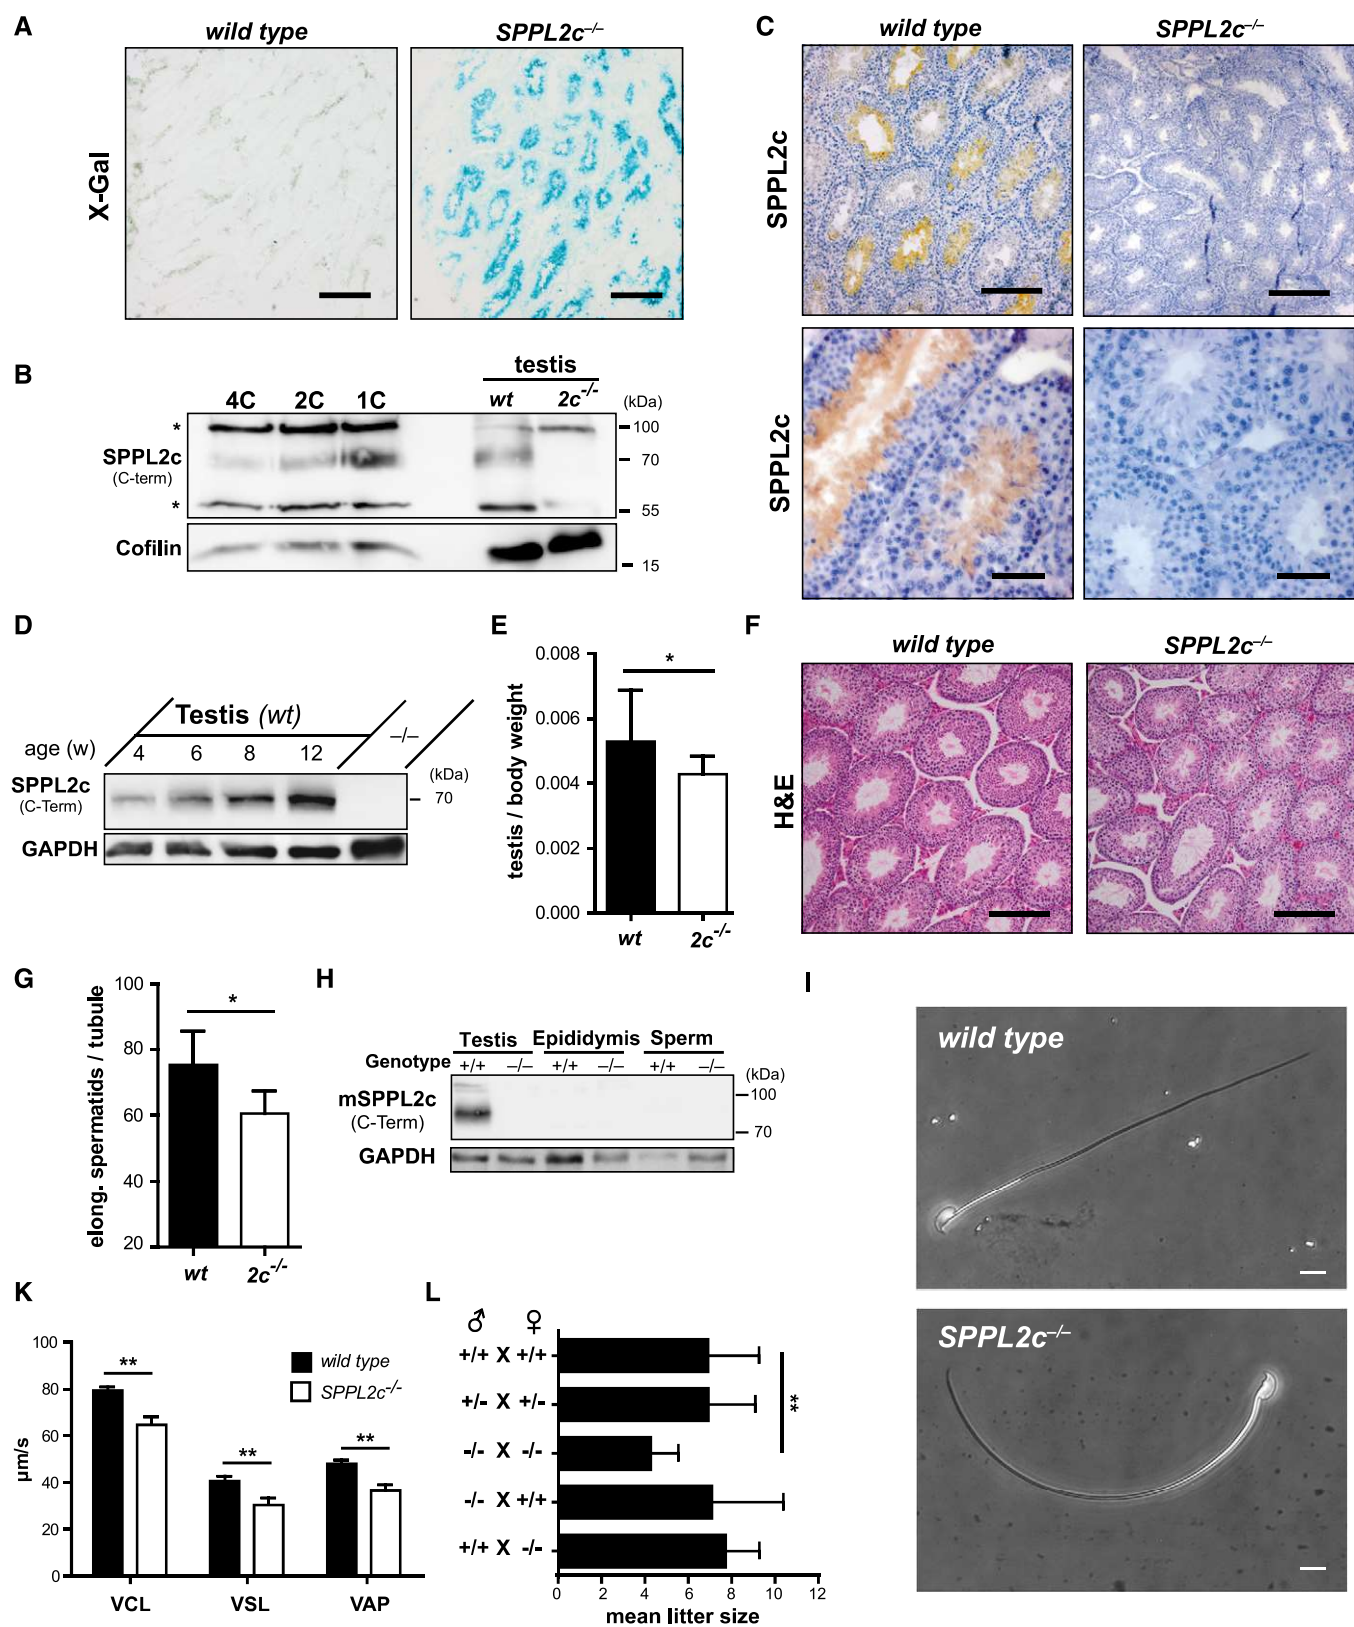 A
wild type
SPPL2c–/–
X-Gal
B
testis
4C 2C 1C wt 2c-/- (kDa)
* 100
SPPL2c
(C-term)
70
* 55
Cofilin
15
C
wild type
SPPL2c–/–
SPPL2c
SPPL2c
D
Testis (wt)
–/–
age (w) 4 6 8 12
SPPL2c
(C-Term)
(kDa)
70
GAPDH
E
testis / body weight
0.008
0.006
0.004
0.002
0.000
*
wt 2c-/-
F
wild type
SPPL2c–/–
H&E
G
elong. spermatids / tubule
100
80
60
40
20
*
wt 2c-/-
H
Testis Epididymis Sperm
Genotype +/+ –/– +/+ –/– +/+ –/–
(kDa)
mSPPL2c
(C-Term)
100
70
GAPDH
I
wild type
SPPL2c–/–
K
µm/s
100
80
60
40
20
0
** ** **
wild type
SPPL2c-/-
VCL VSL VAP
L
♂ ♀
+/+ X +/+
+/- X +/-
-/- X -/-
-/- X +/+
+/+ X -/-
**
0 2 4 6 8 10 12
mean litter size